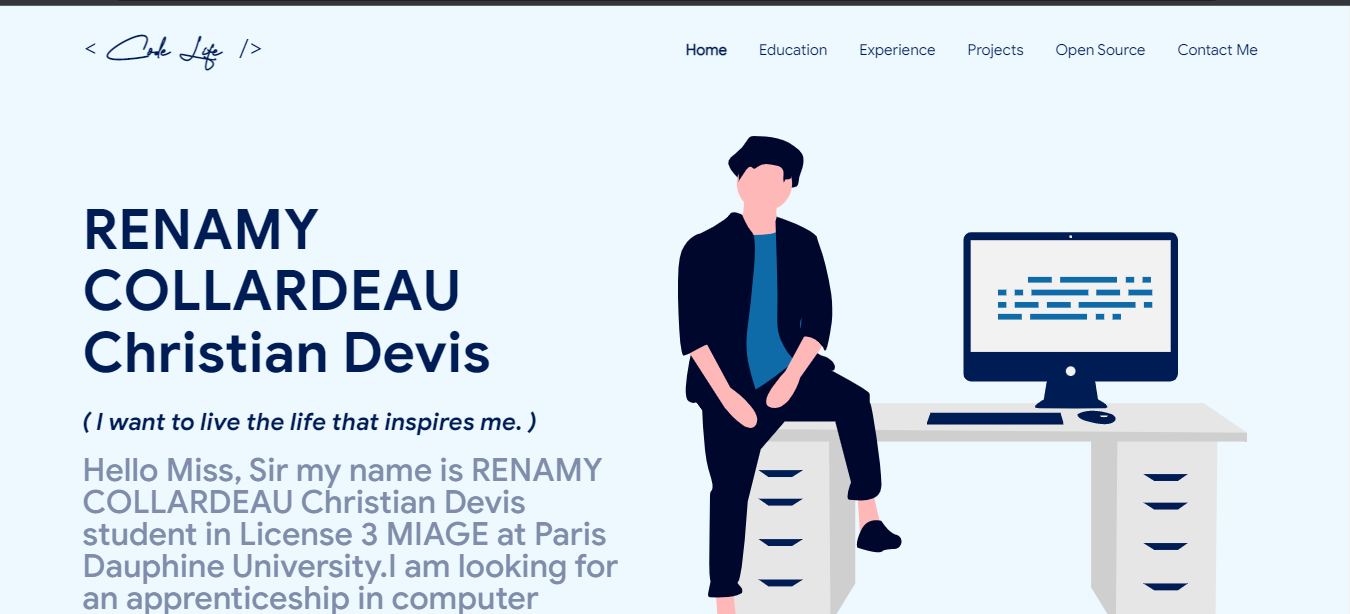 < Code Life />
Home Education Experience Projects Open Source Contact Me
RENAMY
COLLARDEAU
Christian Devis
( I want to live the life that inspires me. )
Hello Miss, Sir my name is RENAMY
COLLARDEAU Christian Devis
student in License 3 MIAGE at Paris
Dauphine University.I am looking for
an apprenticeship in computer